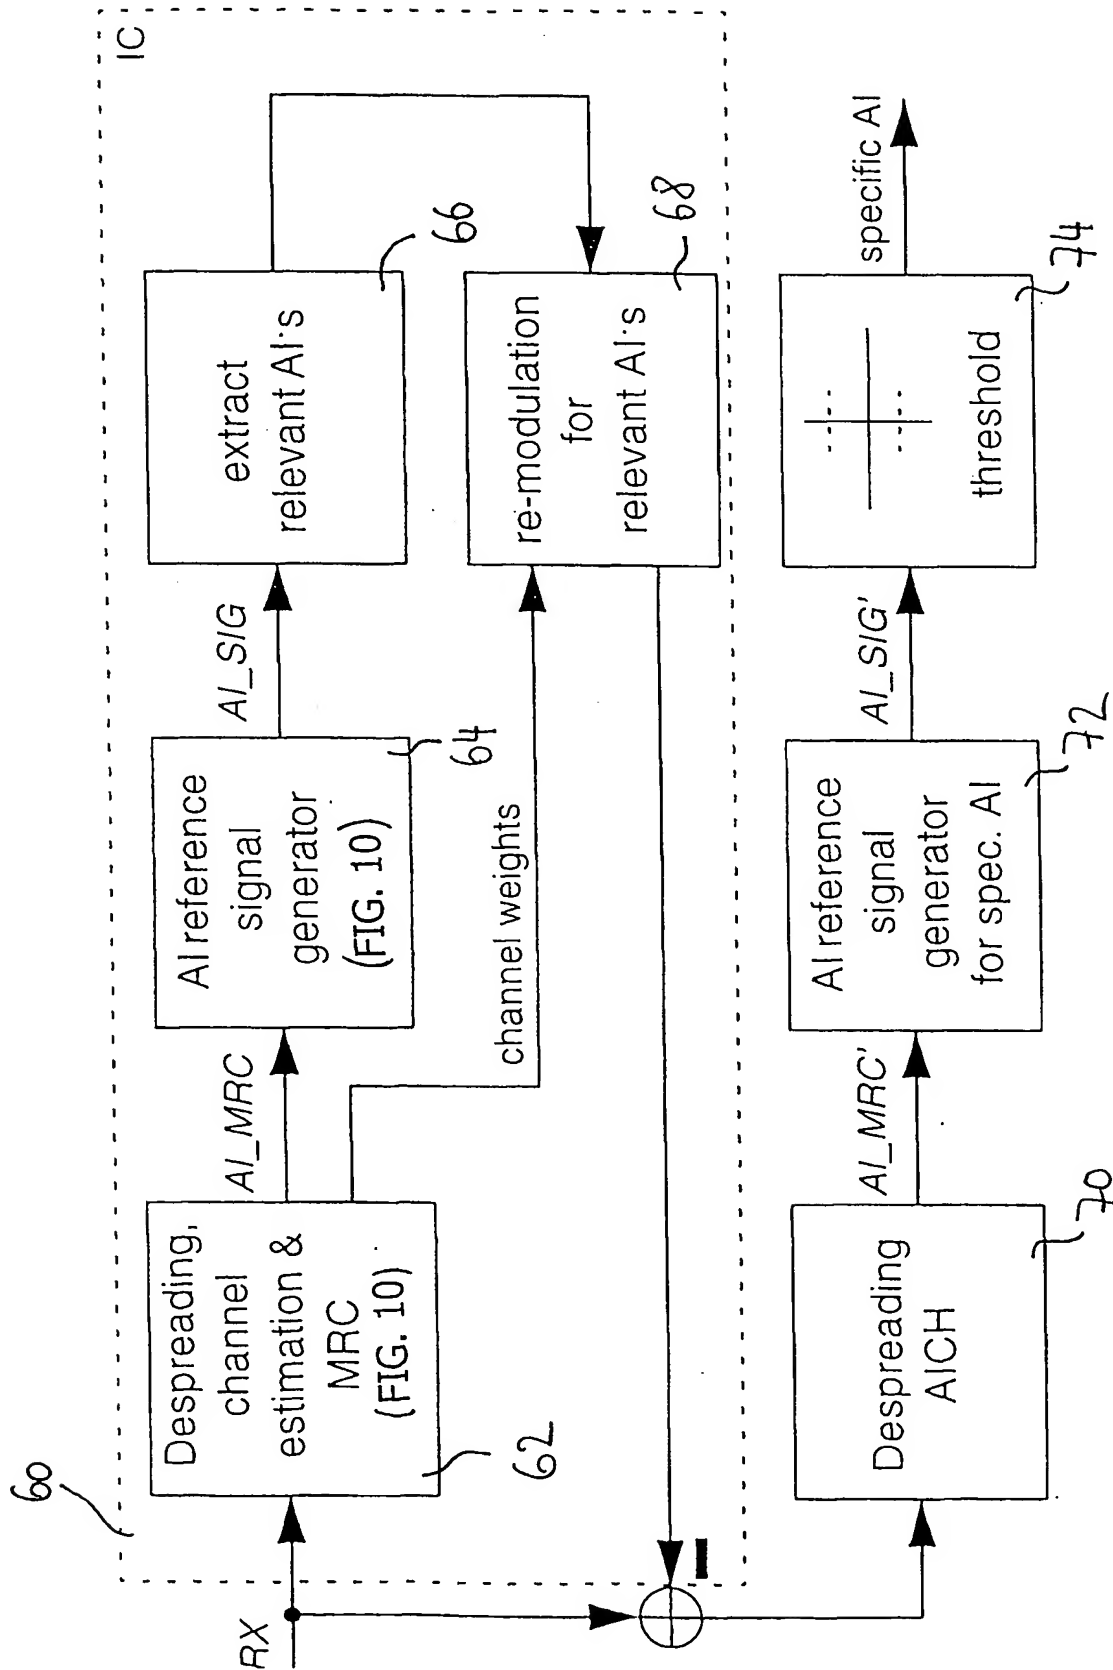 60
IC
RX
Despreading,
channel
estimation &
MRC
(FIG. 10)
62
AI_MRC
AI reference
signal
generator
(FIG. 10)
64
AI_SIG
extract
relevant AI's
66
channel weights
re-modulation
for
relevant AI's
68
Despreading
AICH
70
AI_MRC'
AI reference
signal
generator
for spec. AI
72
AI_SIG'
threshold
74
specific AI